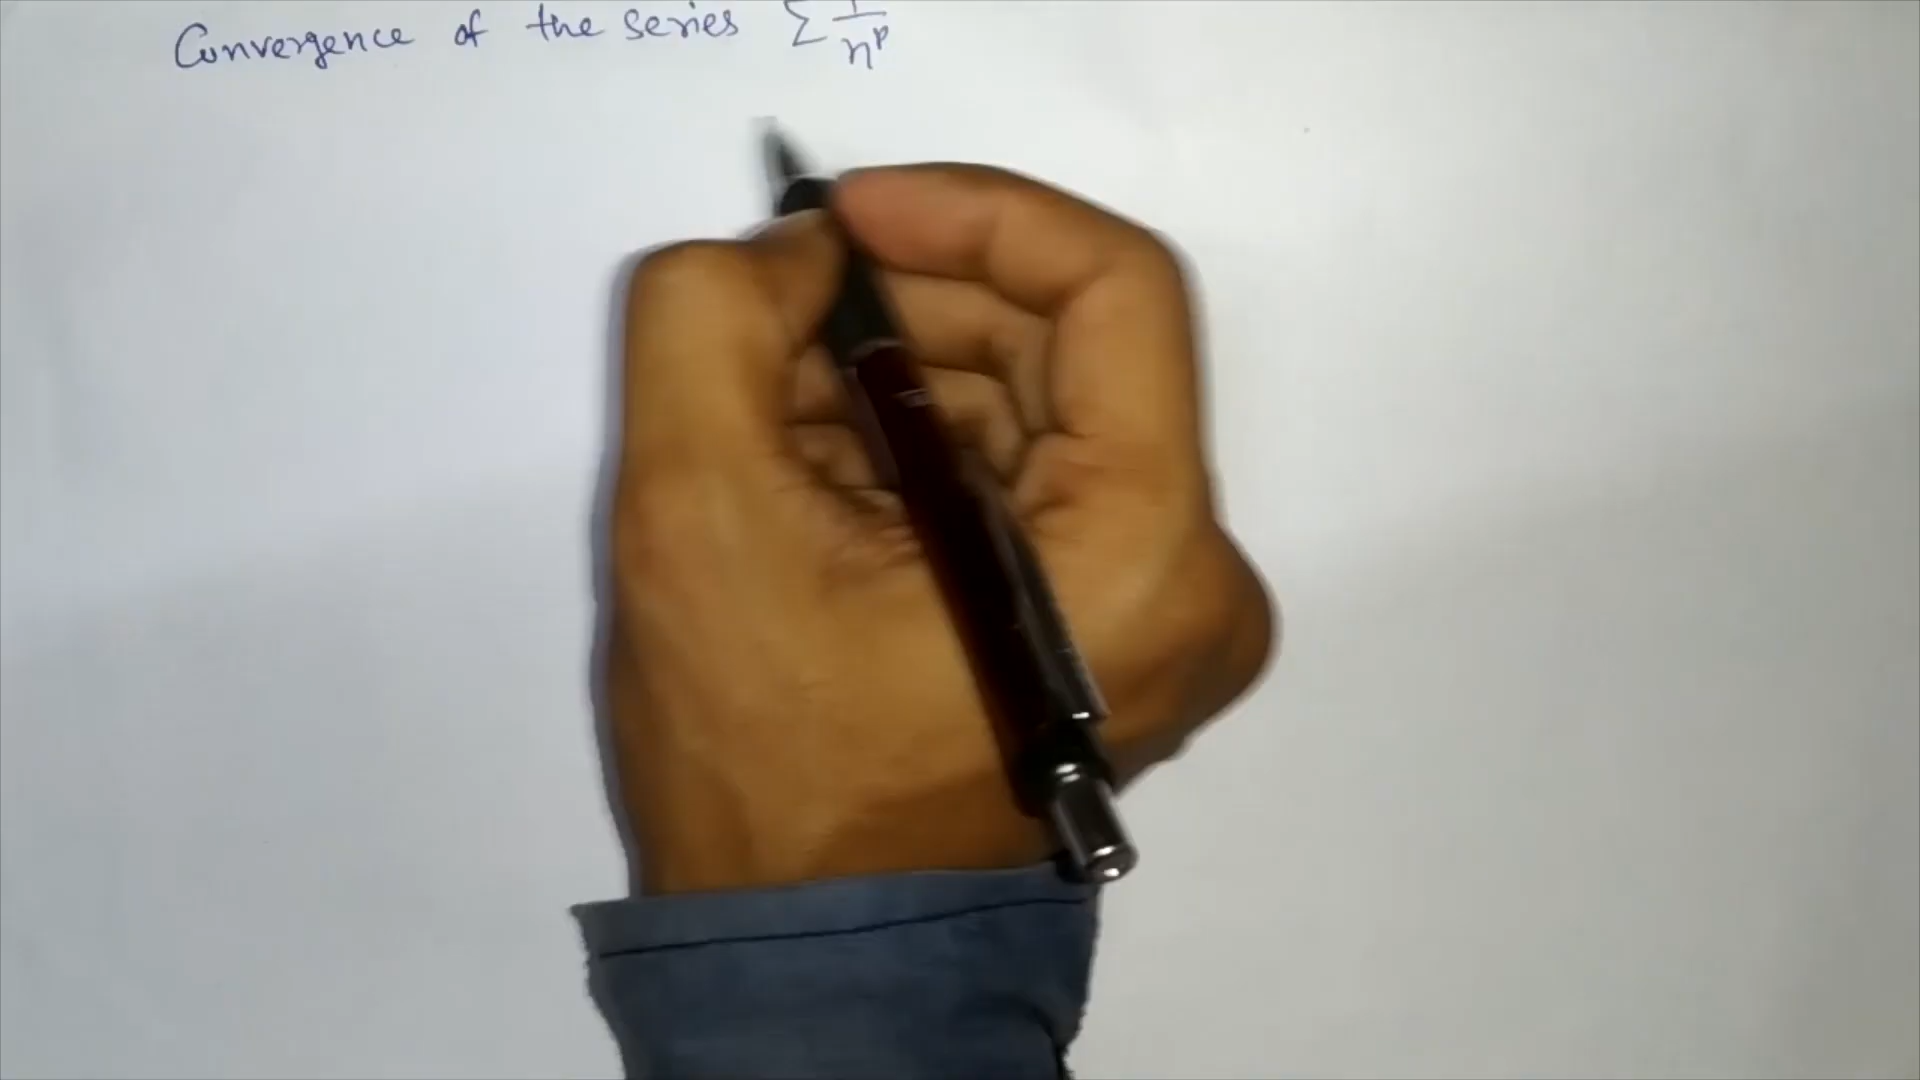 Convergence of the series ∑ 1/n^p